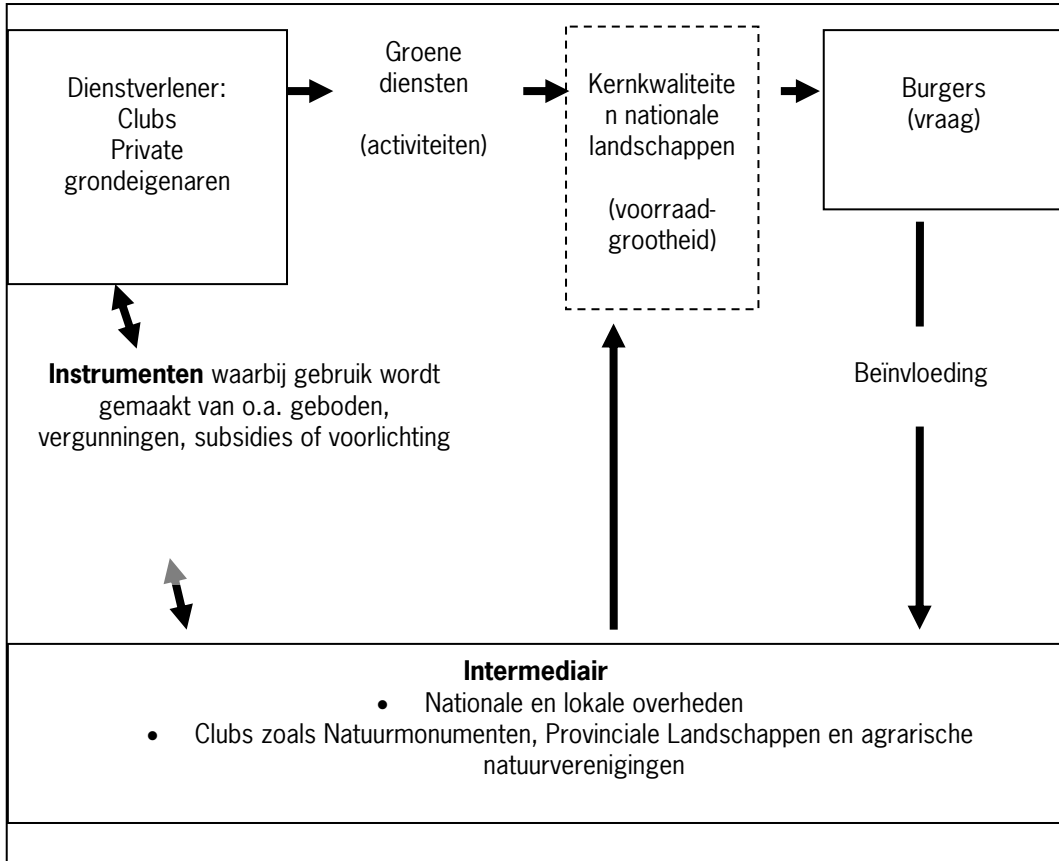 Dienstverlener:
Clubs
Private
grondeigenaren
Groene
diensten
(activiteiten)
Kernkwaliteite
n nationale
landschappen
(voorraad-
grootheid)
Burgers
(vraag)
Instrumenten waarbij gebruik wordt
gemaakt van o.a. geboden,
vergunningen, subsidies of voorlichting
Beïnvloeding
Intermediair
• Nationale en lokale overheden
• Clubs zoals Natuurmonumenten, Provinciale Landschappen en agrarische
natuurverenigingen